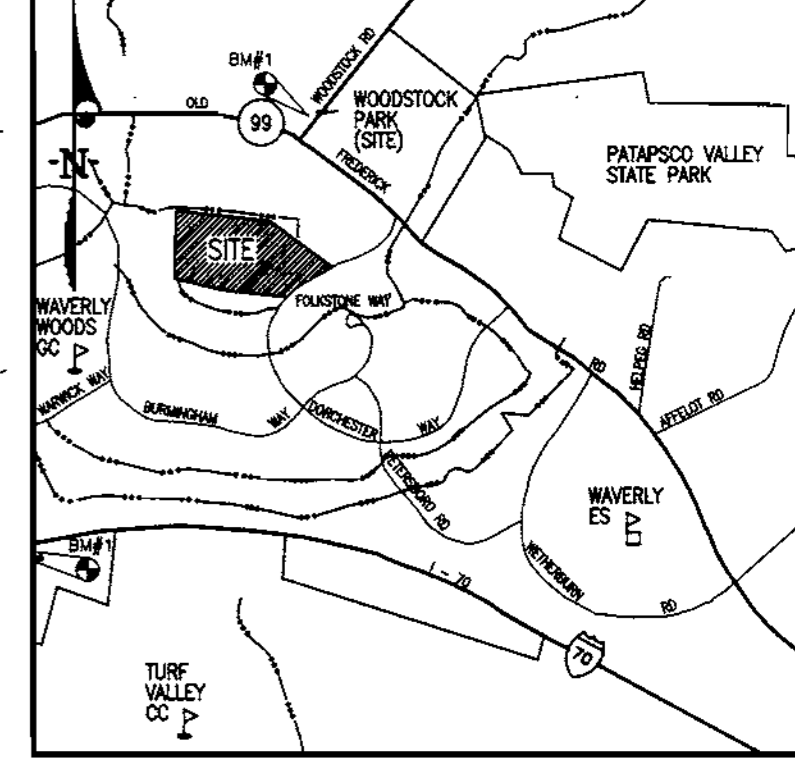 WOODSTOCK RD
BM#1
OLD
99
WOODSTOCK
PARK
(SITE)
FREDERICK
PATAPSCO VALLEY
STATE PARK
-N-
SITE
FOLKSTONE WAY
WAVERLY
WOODS
GC
RD
HELPEG RD
WARWICK WAY
BURMINGHAM
WAY
DORCHESTER
WAY
AFFELOT RD
PETERSBORO RD
WAVERLY
ES
BM#1
WETHERBURN
RD
I - 70
70
TURF
VALLEY
CC